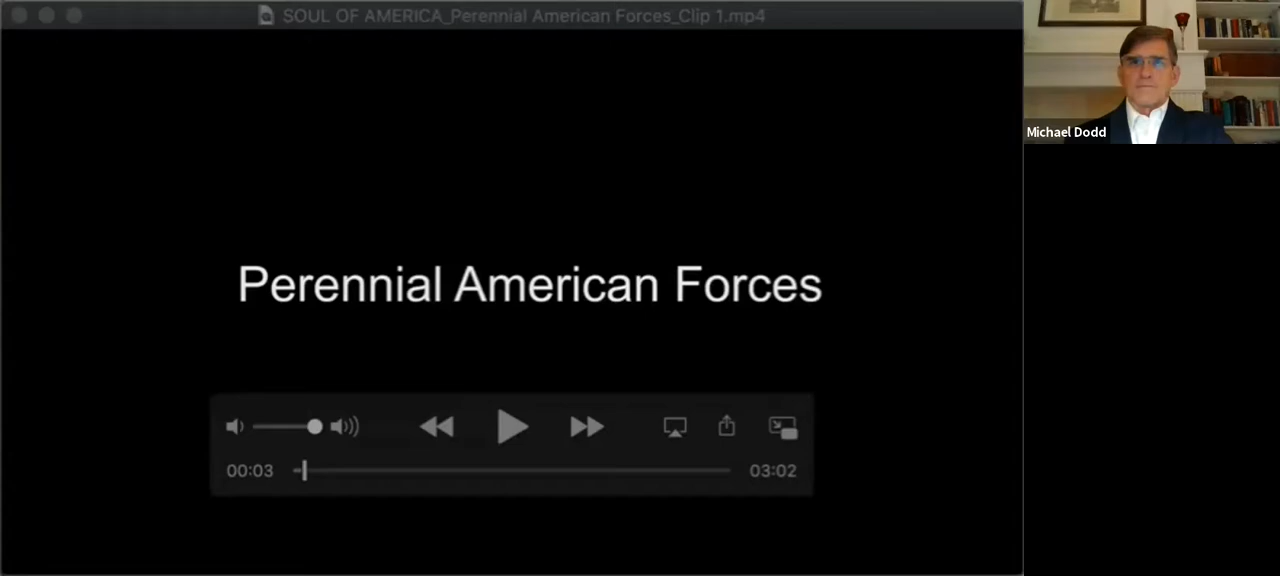 SOUL OF AMERICA_Perennial American Forces_Clip 1.mp4
Michael Dodd
Perennial American Forces
00:03
03:02